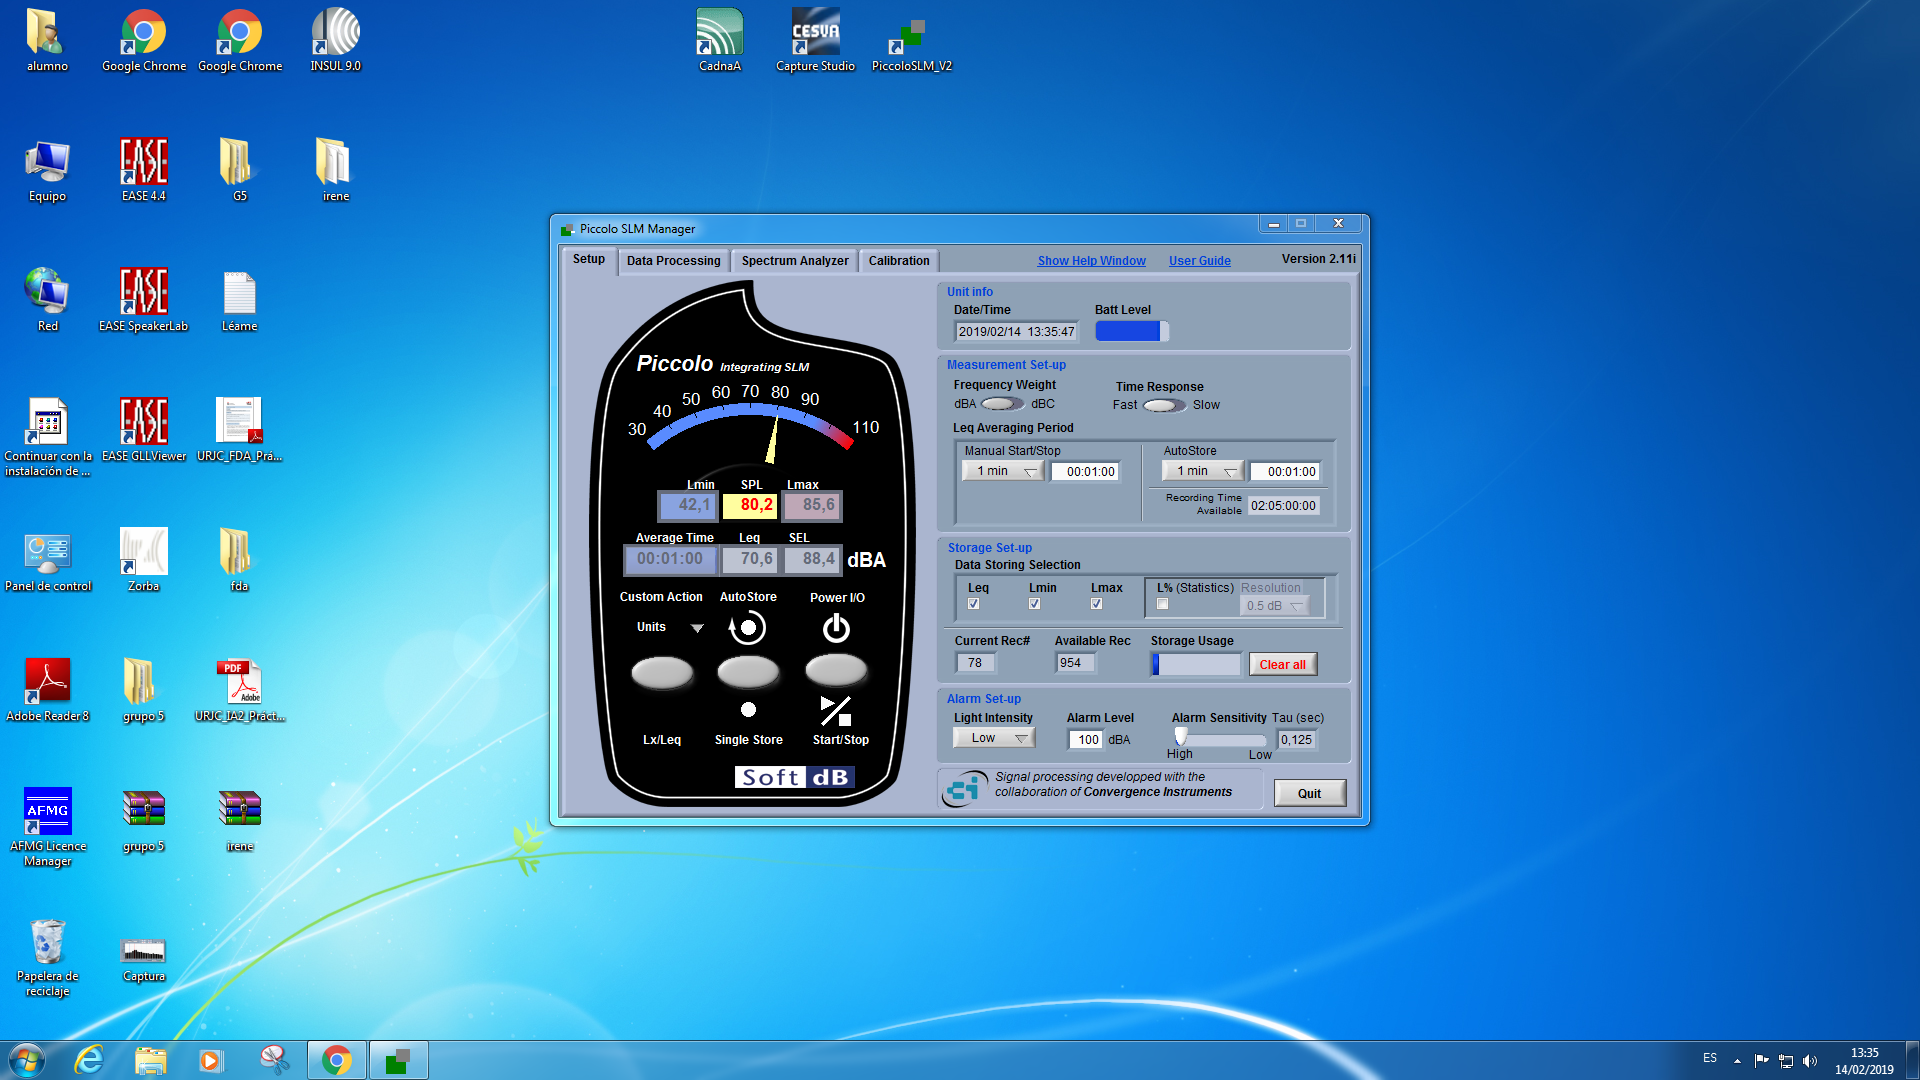 alumno
Google Chrome
Google Chrome
INSUL 9.0
CadnaA
CESVA
Capture Studio
PiccoloSLM_V2
Equipo
EASE
EASE 4.4
G5
irene
Red
EASE
EASE SpeakerLab
Léame
Continuar con la
instalación de ...
EASE
EASE GLLViewer
URJC_FDA_Prá...
Panel de control
Zorba
fda
Adobe Reader 8
grupo 5
PDF
Adobe
URJC_IA2_Práct...
AFMG
AFMG Licence
Manager
grupo 5
irene
Papelera de
reciclaje
Captura
Piccolo SLM Manager
Setup
Data Processing
Spectrum Analyzer
Calibration
Show Help Window
User Guide
Version 2.11i
Piccolo Integrating SLM
30 40 50 60 70 80 90 110
Lmin SPL Lmax
42,1 80,2 85,6
Average Time Leq SEL
00:01:00 70,6 88,4 dBA
Custom Action AutoStore Power I/O
Units
Lx/Leq Single Store Start/Stop
Soft dB
Unit info
Date/Time Batt Level
2019/02/14 13:35:47
Measurement Set-up
Frequency Weight Time Response
dBA dBC Fast Slow
Leq Averaging Period
Manual Start/Stop AutoStore
1 min 00:01:00 1 min 00:01:00
Recording Time
Available 02:05:00:00
Storage Set-up
Data Storing Selection
Leq Lmin Lmax L% (Statistics) Resolution
0.5 dB
Current Rec# Available Rec Storage Usage
78 954 Clear all
Alarm Set-up
Light Intensity Alarm Level Alarm Sensitivity Tau (sec)
Low 100 dBA 0,125
High Low
Signal processing developped with the
collaboration of Convergence Instruments
Quit
ES
13:35
14/02/2019